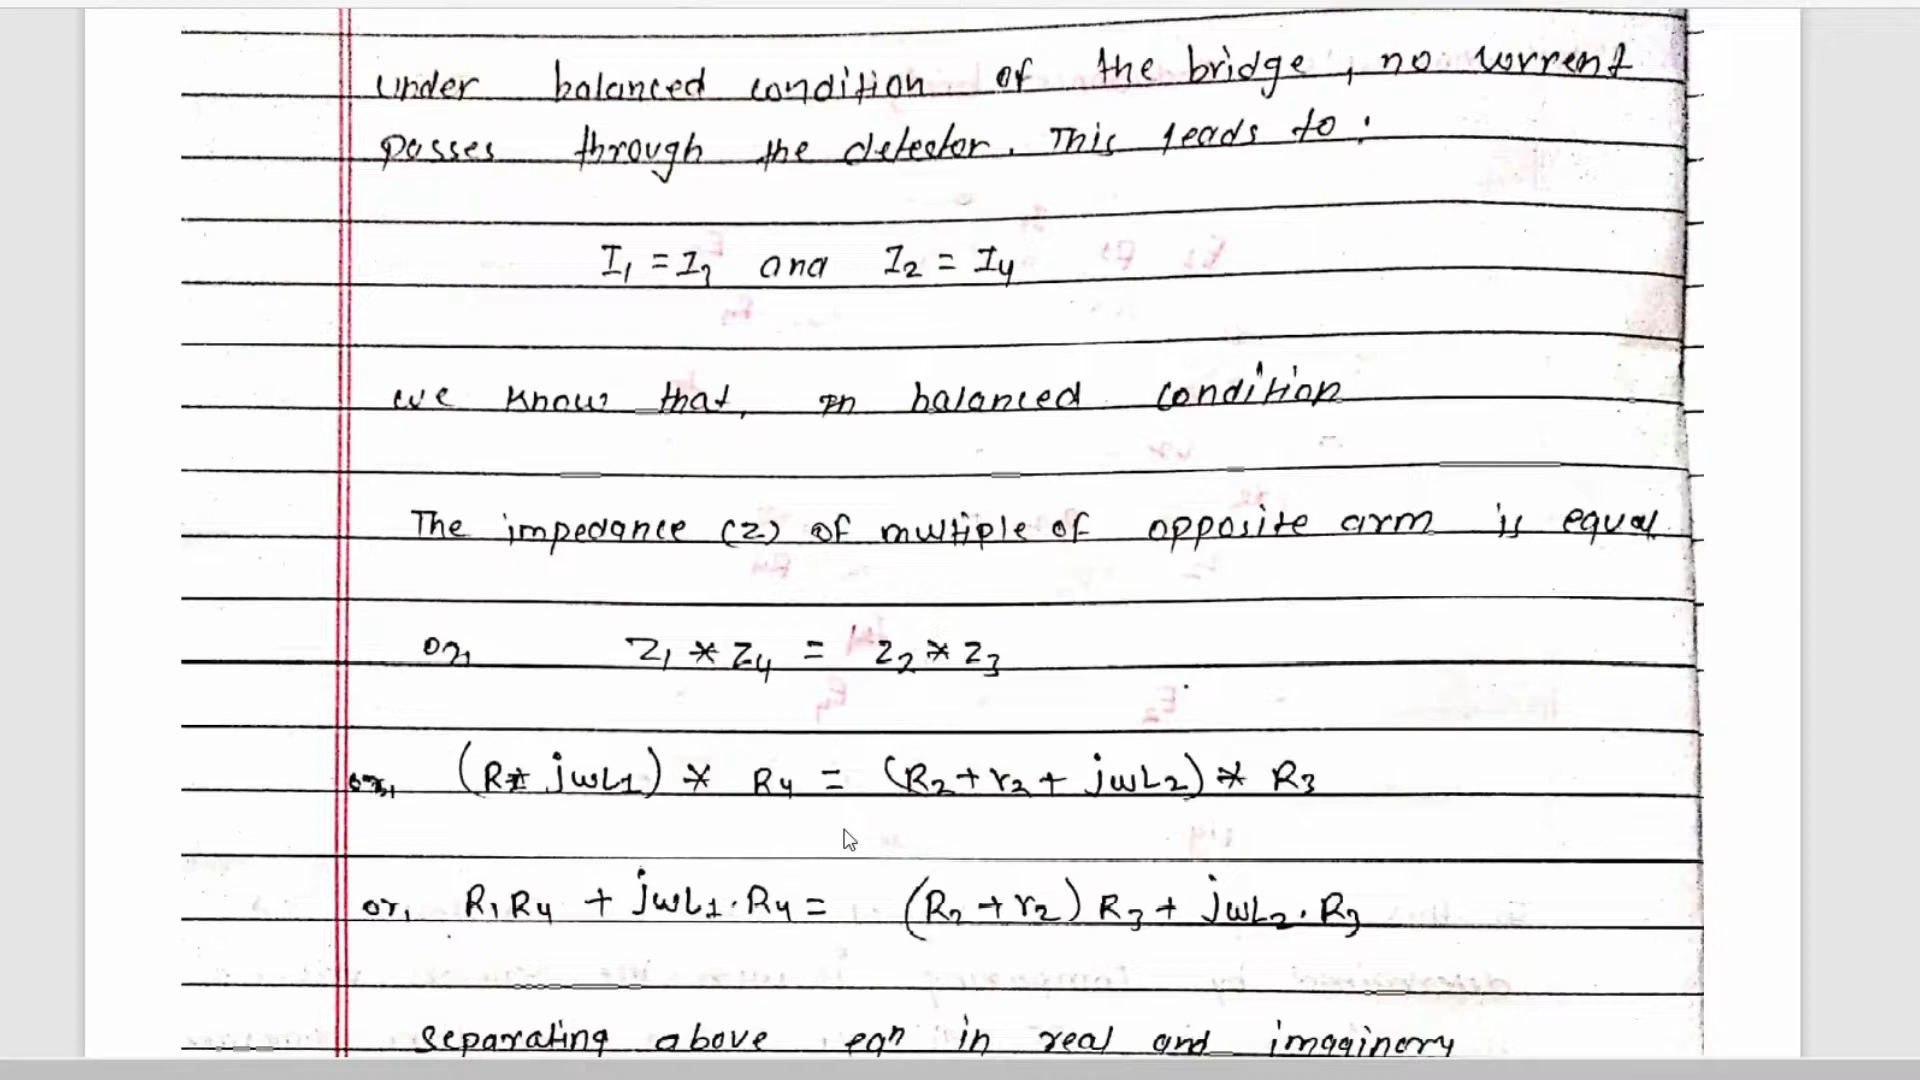 under balanced condition of the bridge, no current
passes through the detector. This leads to:
I₁ = I₃ and I₂ = I₄
we know that, In balanced condition
The impedance (Z) of multiple of opposite arm is equal
or, Z₁ * Z₄ = Z₂ * Z₃
or, (R₁ + jωL₁) * R₄ = (R₂ + r₂ + jωL₂) * R₃
or, R₁R₄ + jωL₁·R₄ = (R₂ + r₂) R₃ + jωL₂·R₃
separating above eqⁿ in real and imaginary